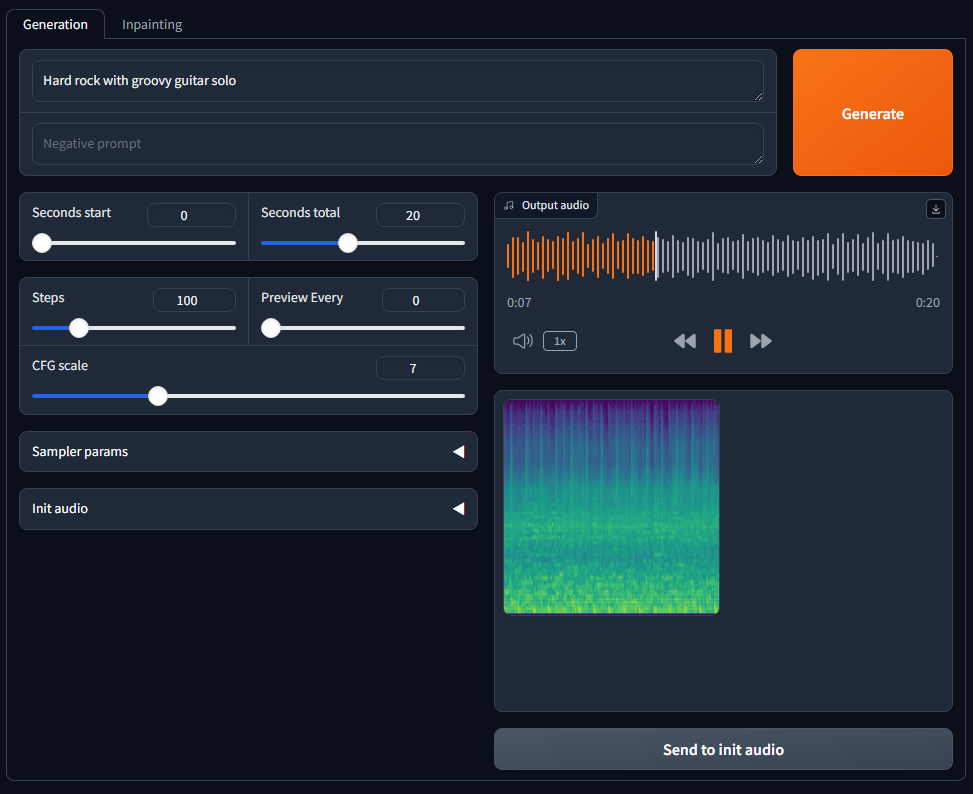 Generation
Inpainting
Hard rock with groovy guitar solo
Negative prompt
Generate
Seconds start
0
Seconds total
20
Steps
100
Preview Every
0
CFG scale
7
Sampler params
Init audio
Output audio
0:07
0:20
1x
Send to init audio